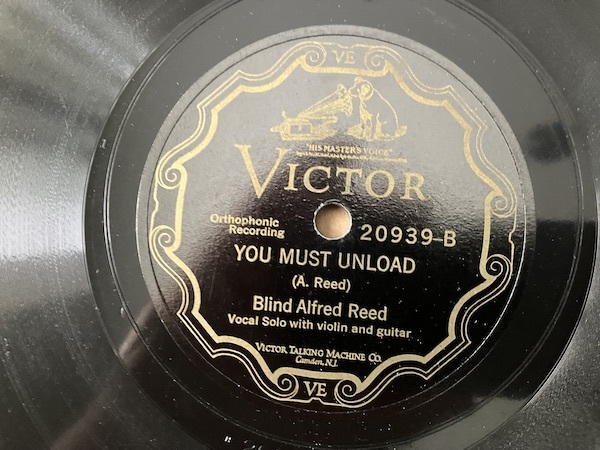 VE
"HIS MASTER'S VOICE"
VICTOR
Orthophonic
Recording
20939-B
YOU MUST UNLOAD
(A. Reed)
Blind Alfred Reed
Vocal Solo with violin and guitar
VICTOR TALKING MACHINE CO.
Camden, N.J.
VE